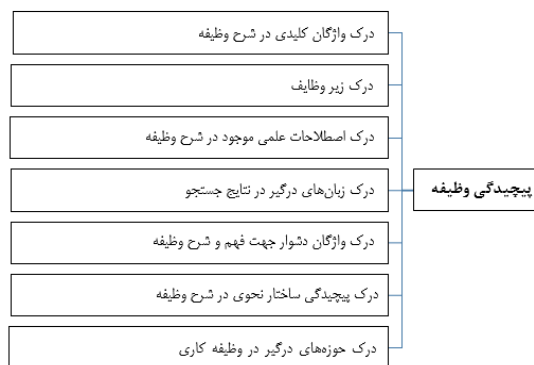 درک واژگان کلیدی در شرح وظیفه
درک زیر وظایف
درک اصطلاحات علمی موجود در شرح وظیفه
پیچیدگی وظیفه
درک زبان‌های درگیر در نتایج جستجو
درک واژگان دشوار جهت فهم و شرح وظیفه
درک پیچیدگی ساختار نحوی در شرح وظیفه
درک حوزه‌های درگیر در وظیفه کاری